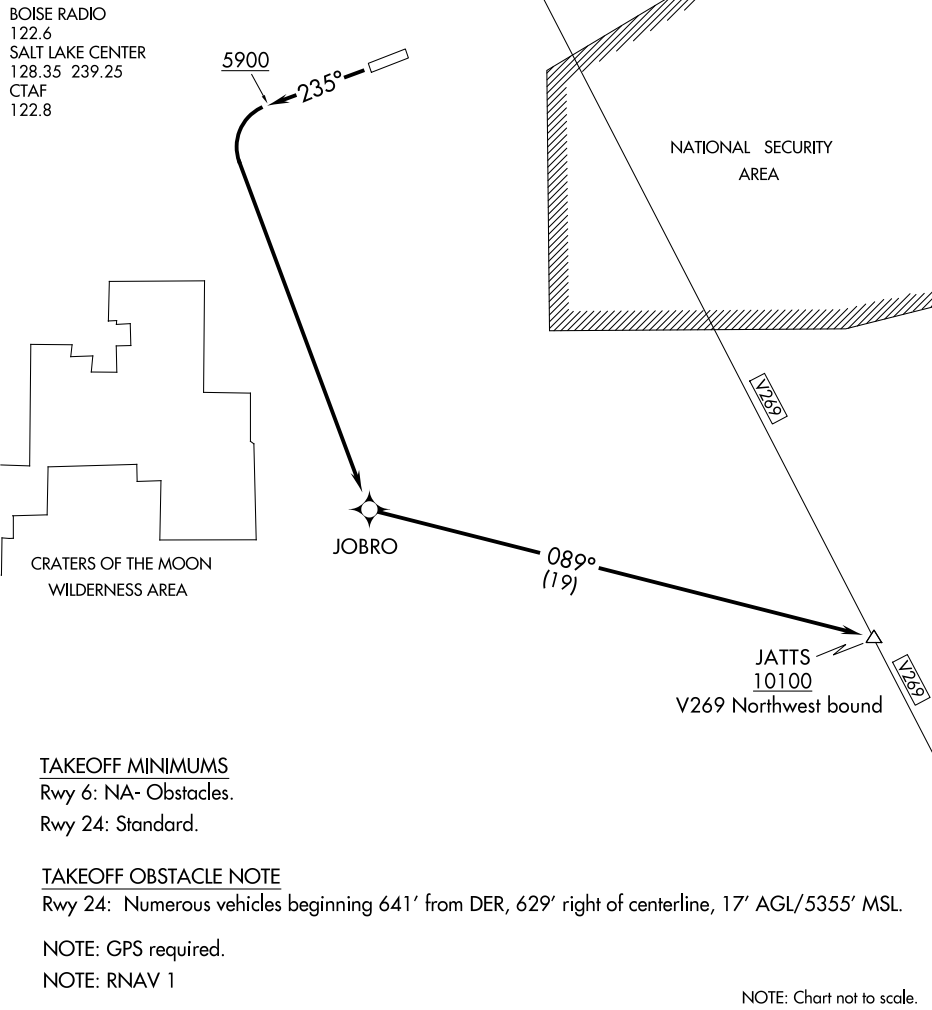 BOISE RADIO
122.6
SALT LAKE CENTER
128.35 239.25
CTAF
122.8
5900
235°
NATIONAL SECURITY
AREA
V269
CRATERS OF THE MOON
WILDERNESS AREA
JOBRO
089°
(19)
JATTS
10100
V269 Northwest bound
V269
TAKEOFF MINIMUMS
Rwy 6: NA- Obstacles.
Rwy 24: Standard.
TAKEOFF OBSTACLE NOTE
Rwy 24: Numerous vehicles beginning 641' from DER, 629' right of centerline, 17' AGL/5355' MSL.
NOTE: GPS required.
NOTE: RNAV 1
NOTE: Chart not to scale.